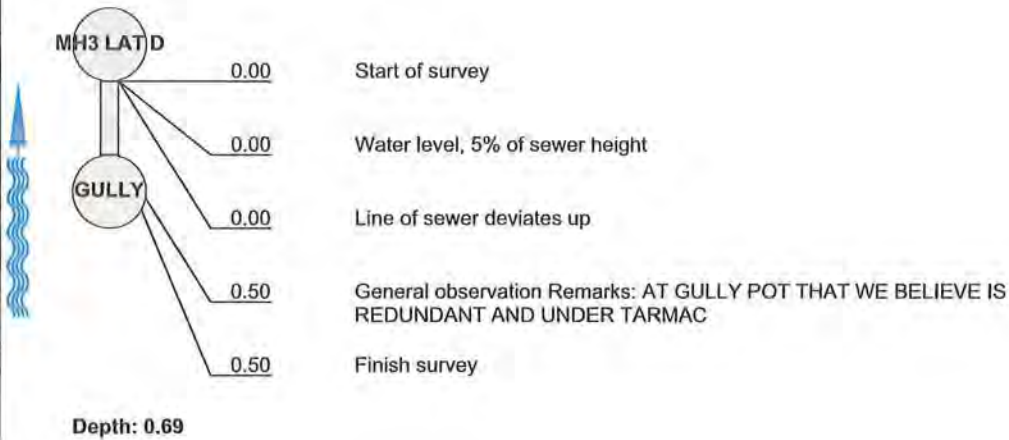 MH3 LAT D
0.00 Start of survey
0.00 Water level, 5% of sewer height
GULLY
0.00 Line of sewer deviates up
0.50 General observation Remarks: AT GULLY POT THAT WE BELIEVE IS
REDUNDANT AND UNDER TARMAC
0.50 Finish survey
Depth: 0.69